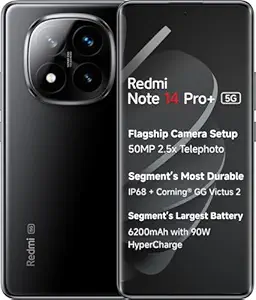 Redmi
Note 14 Pro+ 5G
Flagship Camera Setup
50MP 2.5x Telephoto
Segment's Most Durable
IP68 + Corning® GG Victus 2
Segment's Largest Battery
6200mAh with 90W
HyperCharge
Redmi 5G